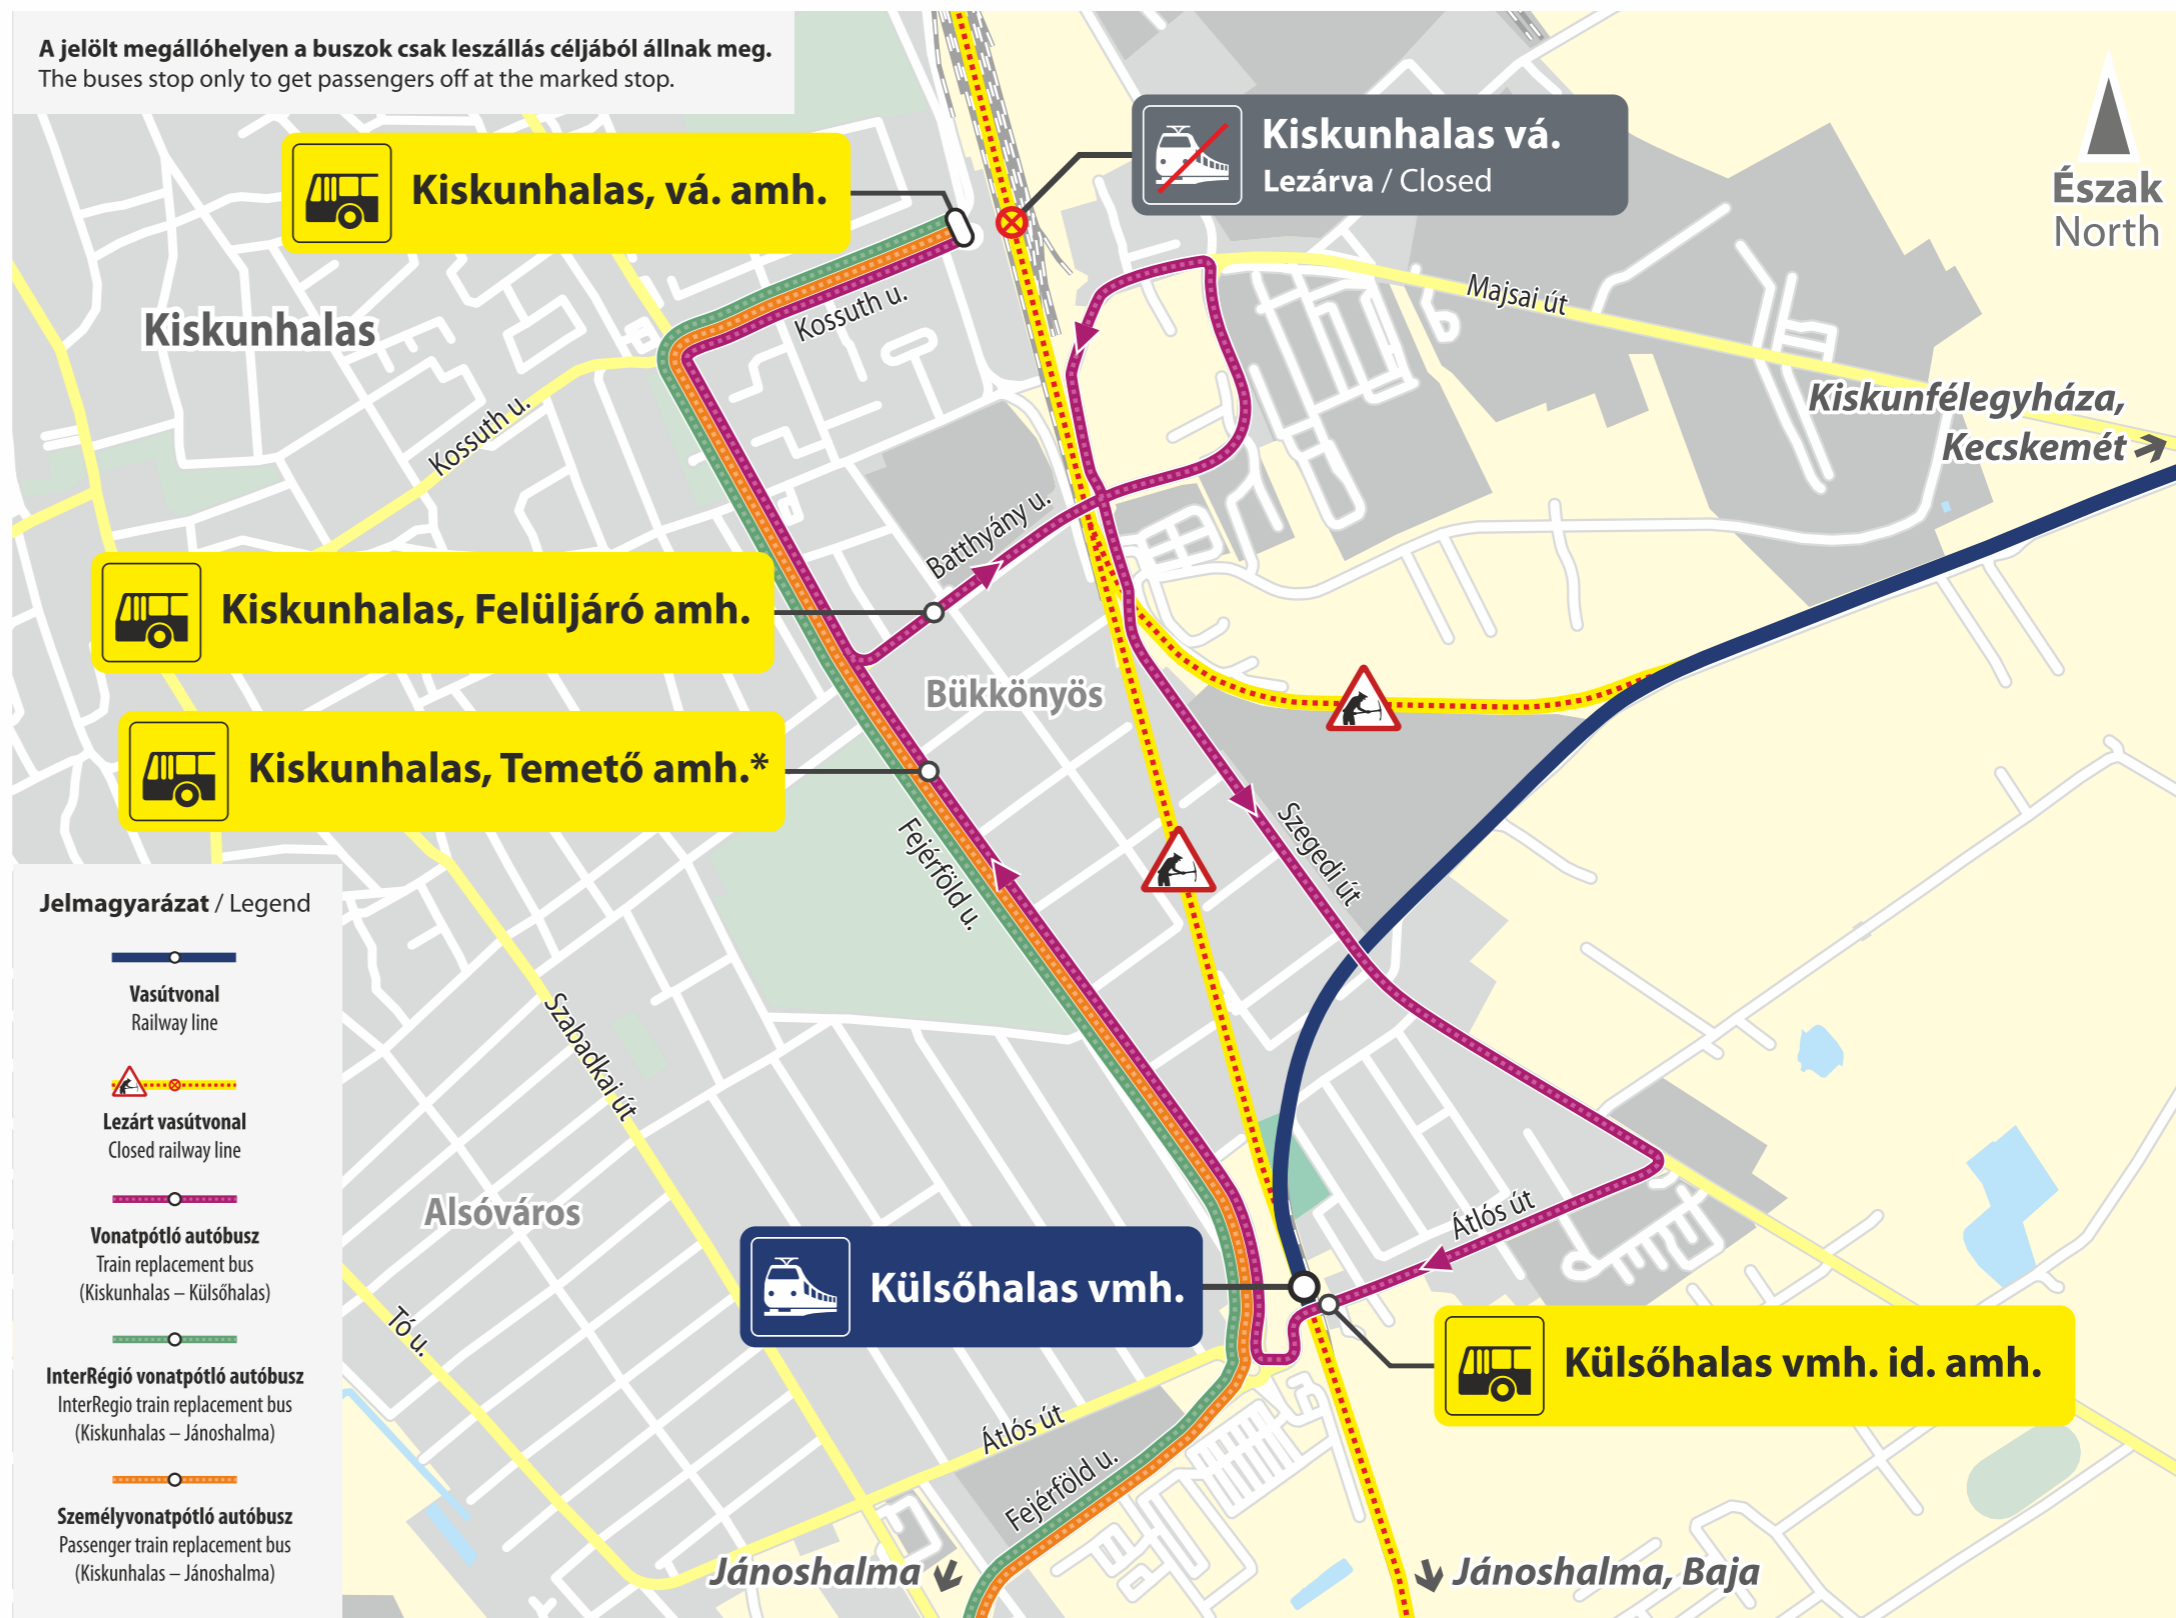 A jelölt megállóhelyen a buszok csak leszállás céljából állnak meg.
The buses stop only to get passengers off at the marked stop.
Kiskunhalas vá.
Lezárva / Closed
Kiskunhalas, vá. amh.
Észak
North
Majsai út
Kossuth u.
Kiskunhalas
Kiskunfélegyháza,
Kecskemét
Kossuth u.
Batthyány u.
Kiskunhalas, Felüljáró amh.
Bükkönyös
Kiskunhalas, Temető amh.*
Szegedi út
Fejérföld u.
Jelmagyarázat / Legend
Vasútvonal
Railway line
Lezárt vasútvonal
Closed railway line
Vonatpótló autóbusz
Train replacement bus
(Kiskunhalas – Külsőhalas)
InterRégió vonatpótló autóbusz
InterRegio train replacement bus
(Kiskunhalas – Jánoshalma)
Személyvonatpótló autóbusz
Passenger train replacement bus
(Kiskunhalas – Jánoshalma)
Szabadkai út
Alsóváros
Átlós út
Külsőhalas vmh.
Tó u.
Külsőhalas vmh. id. amh.
Átlós út
Fejérföld u.
Jánoshalma
Jánoshalma, Baja